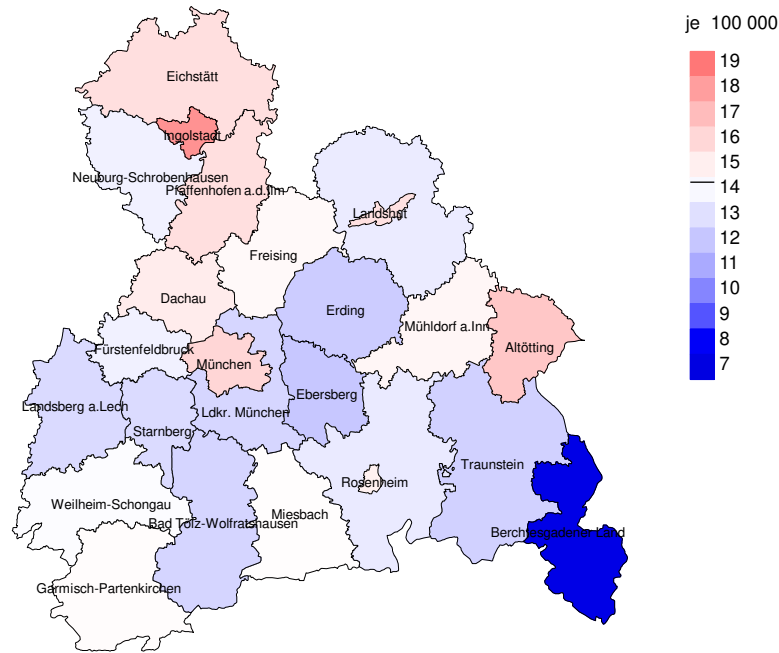 je 100 000
19
18
17
16
15
14
13
12
11
10
9
8
7
Eichstätt
Ingolstadt
Neuburg-Schrobenhausen
Pfaffenhofen a.d.Ilm
Landshut
Freising
Dachau
Erding
Mühldorf a.Inn
Altötting
Fürstenfeldbruck
München
Ebersberg
Landsberg a.Lech
Ldkr. München
Starnberg
Traunstein
Rosenheim
Weilheim-Schongau
Miesbach
Bad Tölz-Wolfratshausen
Berchtesgadener Land
Garmisch-Partenkirchen